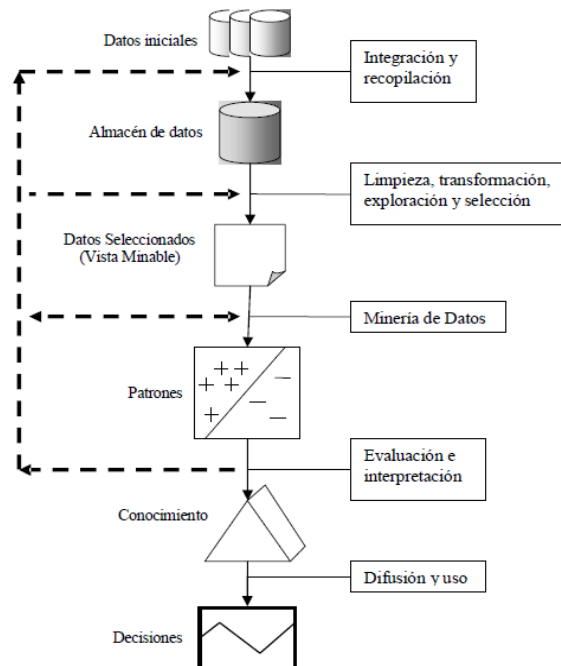 Datos iniciales
Integración y
recopilación
Almacén de datos
Limpieza, transformación,
exploración y selección
Datos Seleccionados
(Vista Minable)
Minería de Datos
Patrones
Evaluación e
interpretación
Conocimiento
Difusión y uso
Decisiones